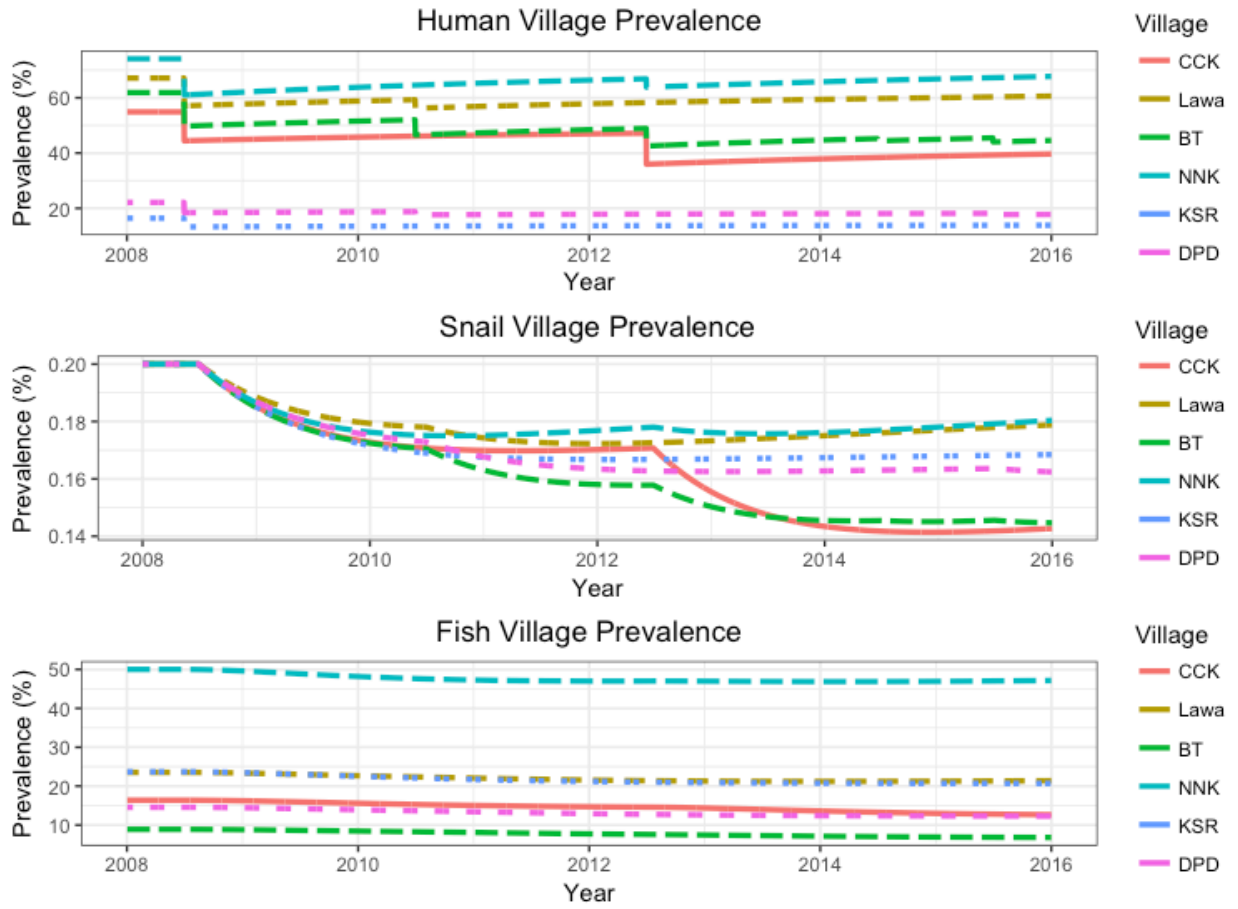 Human Village Prevalence
Prevalence (%)
60
40
20
2008
2010
2012
2014
2016
Year
Village
CCK
Lawa
BT
NNK
KSR
DPD
Snail Village Prevalence
Prevalence (%)
0.20
0.18
0.16
0.14
2008
2010
2012
2014
2016
Year
Village
CCK
Lawa
BT
NNK
KSR
DPD
Fish Village Prevalence
Prevalence (%)
50
40
30
20
10
2008
2010
2012
2014
2016
Year
Village
CCK
Lawa
BT
NNK
KSR
DPD